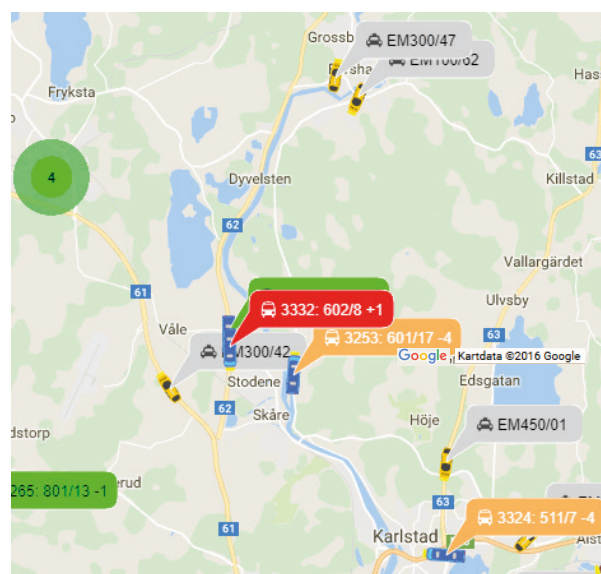 Grossb
EM300/47
EM100/62
Fryksta
Has
63
4
Dyvelsten
Killstad
62
Vallargärdet
61
3332: 602/8 +1
Ulvsby
Våle
62
3253: 601/17 -4
EM300/42
Google
Kartdata ©2016 Google
Stodene
Edsgatan
Skåre
Höje
EM450/01
dstorp
erud
265: 801/13 -1
63
61
3324: 511/7 -4
Karlstad
Alst